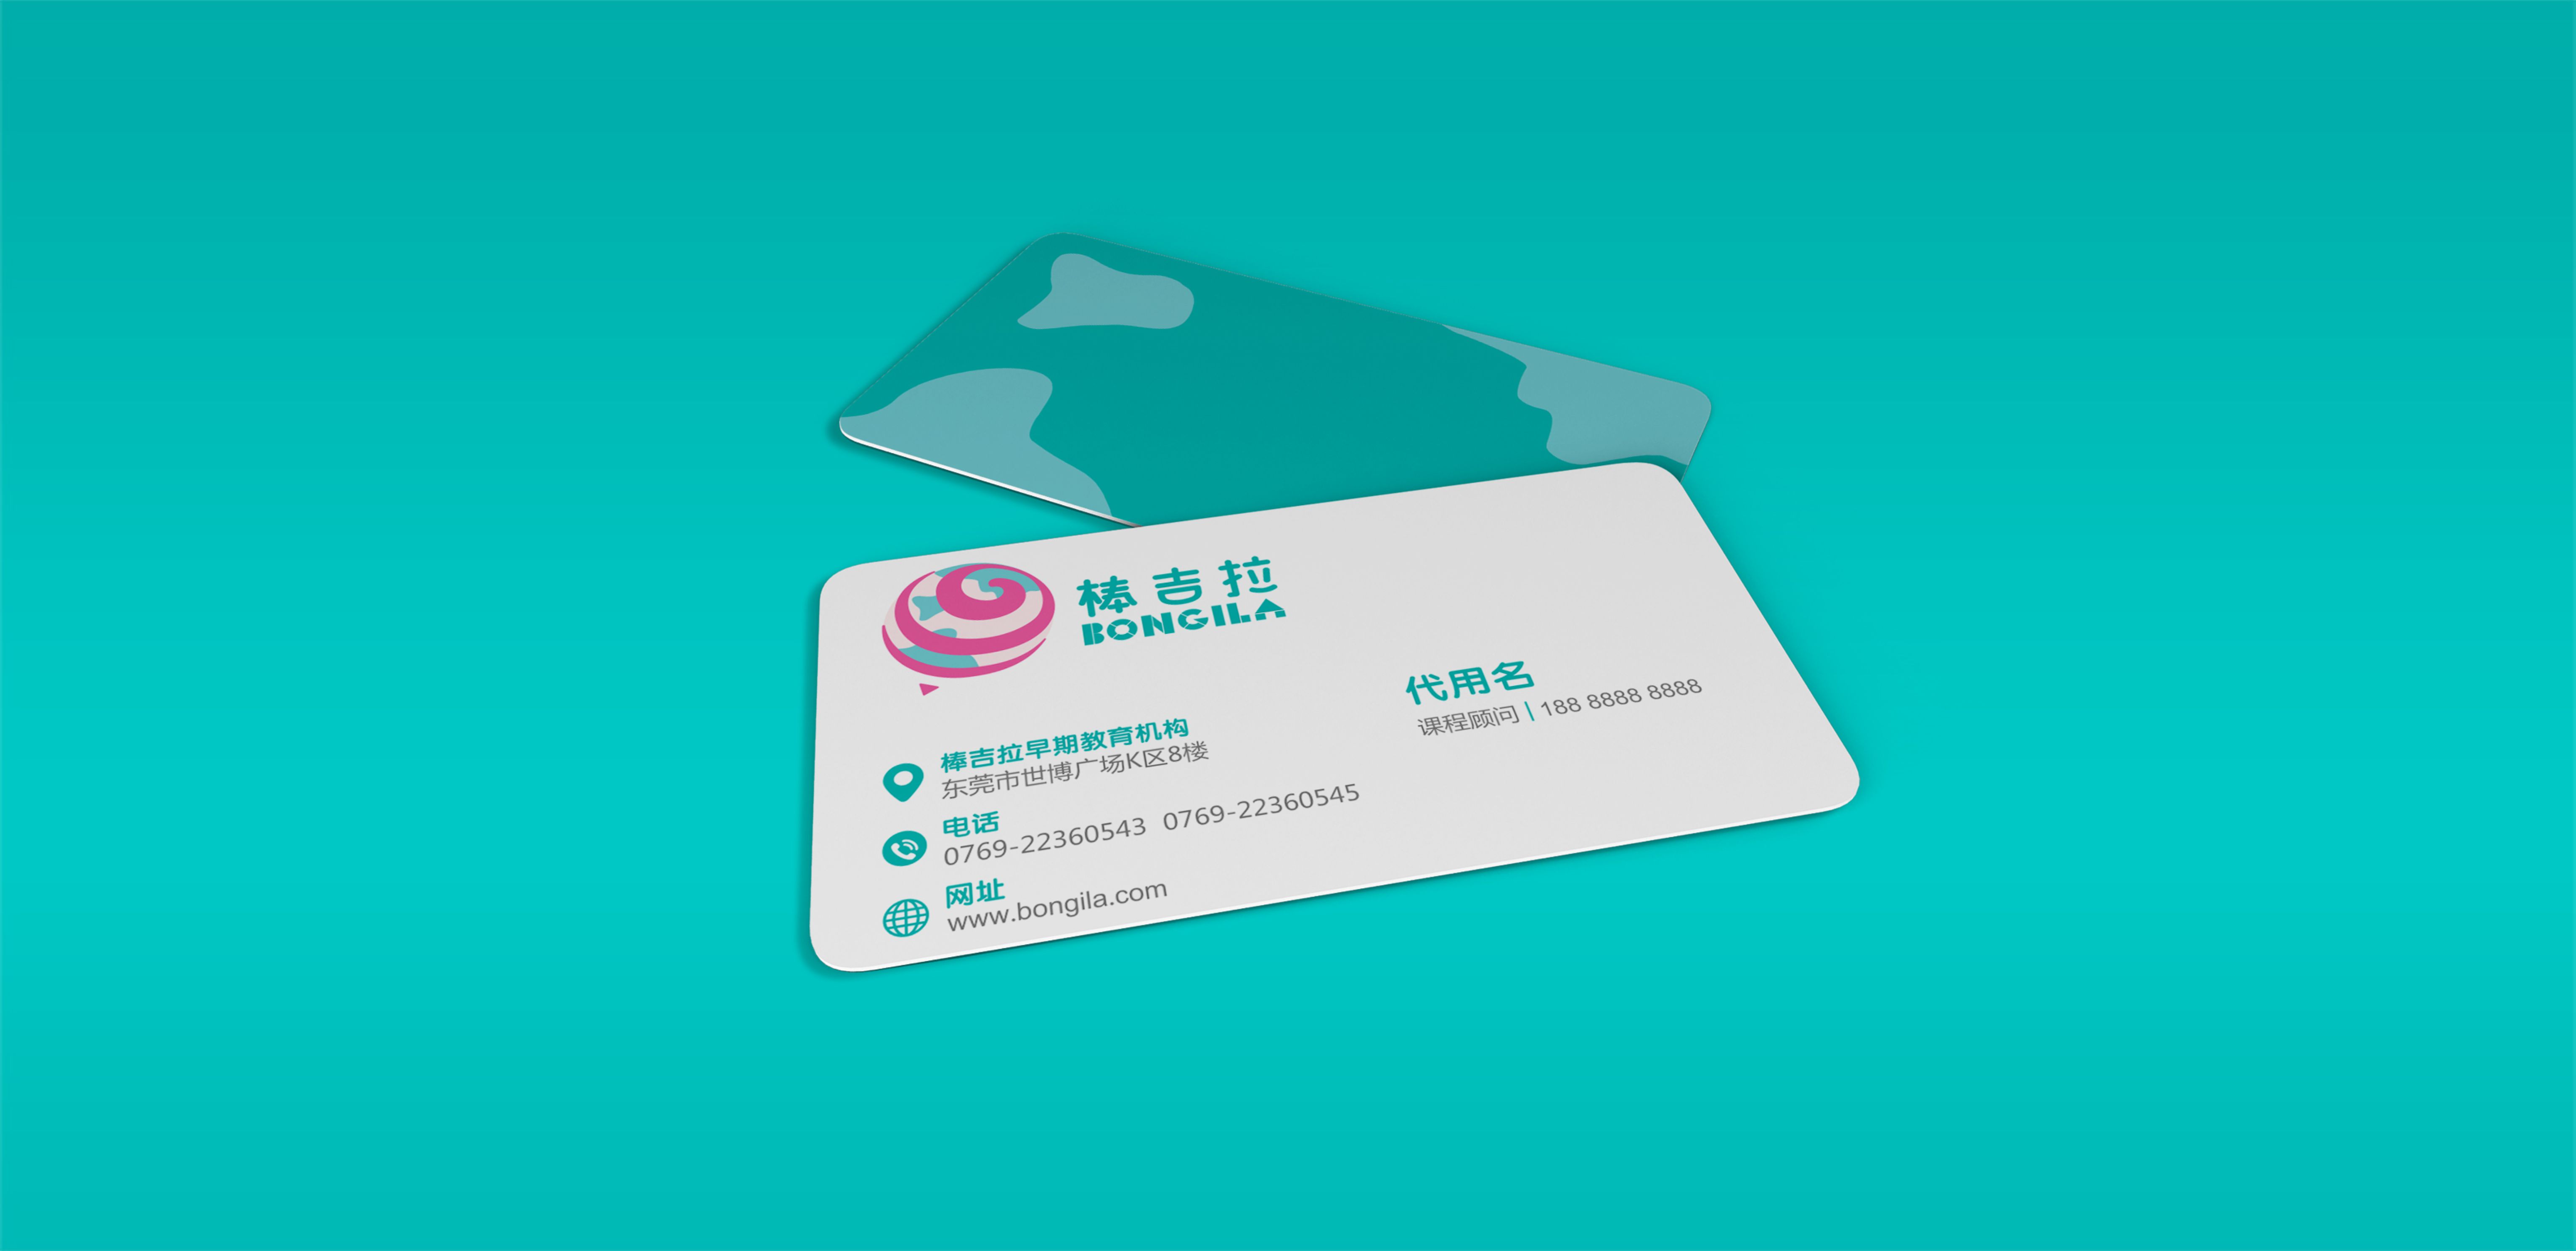 棒吉拉
BONGILA
代用名
课程顾问 | 188 8888 8888
棒吉拉早期教育机构
东莞市世博广场K区8楼
电话
0769-22360543 0769-22360545
网址
www.bongila.com